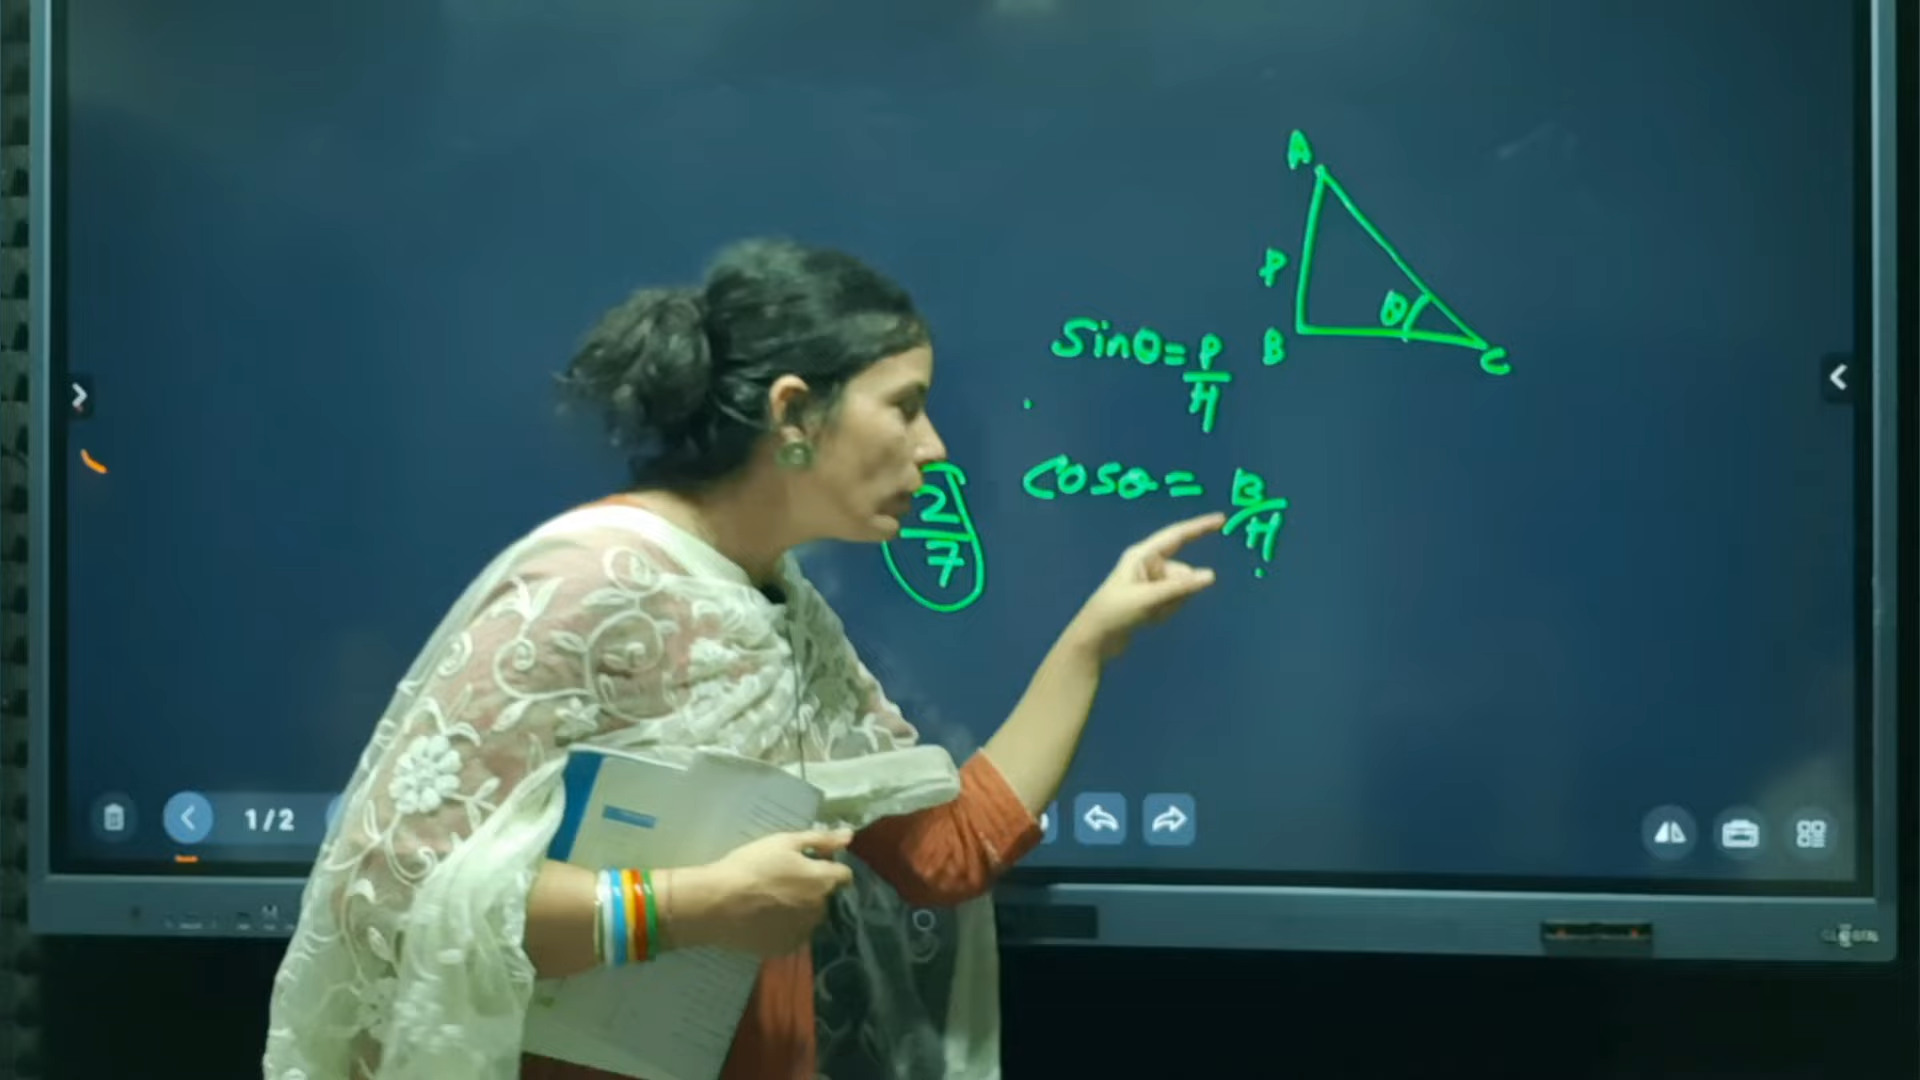 A
P
θ
B
C
Sinθ = P/H
Cosθ = B/H
2/7
1/2